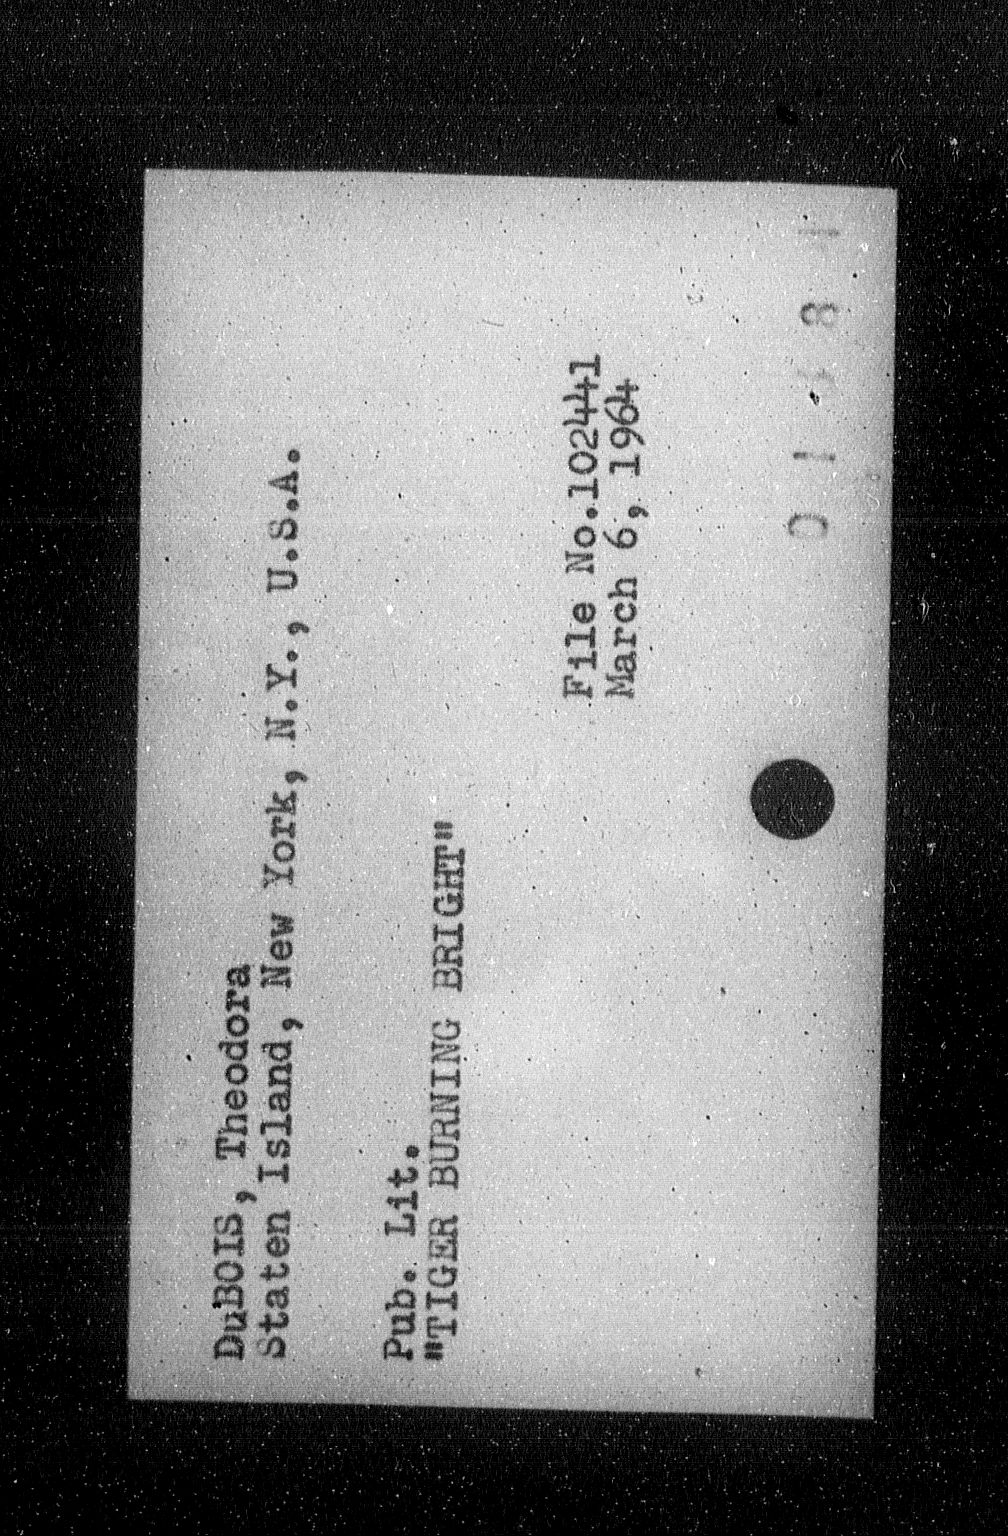 DuBOIS, Theodora
Staten Island, New York, N.Y., U.S.A.
Pub. Lit.
"TIGER BURNING BRIGHT"
File No.102441
March 6, 1964